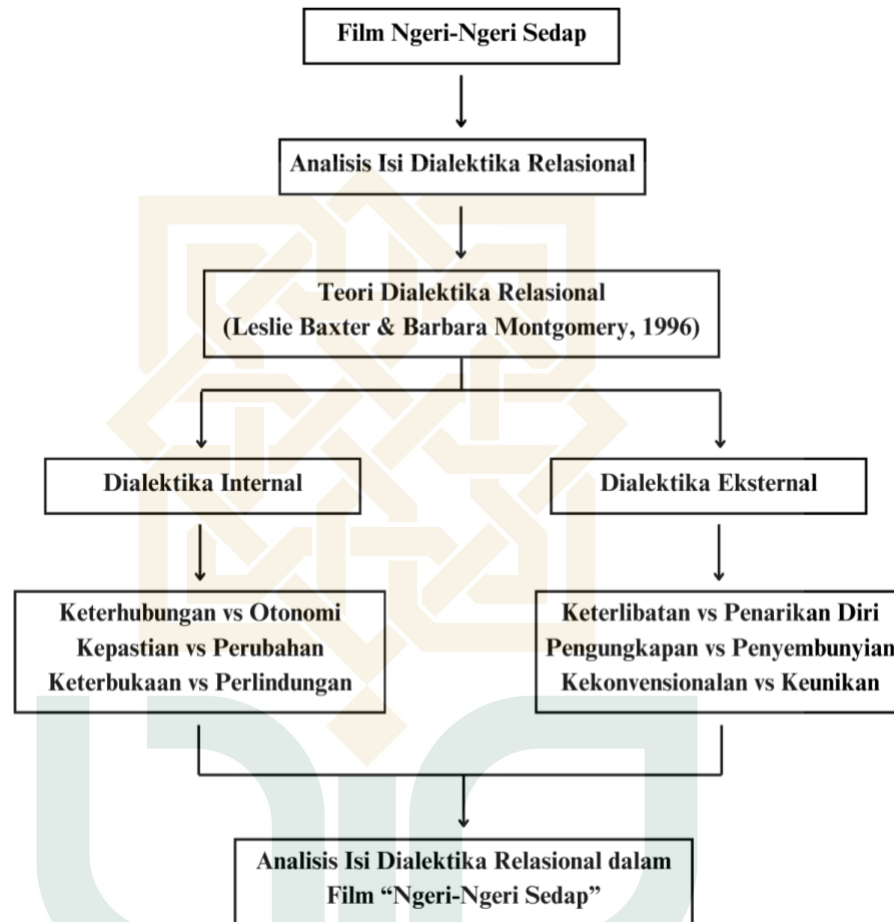 Film Ngeri-Ngeri Sedap
Analisis Isi Dialektika Relasional
Teori Dialektika Relasional
(Leslie Baxter & Barbara Montgomery, 1996)
Dialektika Internal
Dialektika Eksternal
Keterhubungan vs Otonomi
Kepastian vs Perubahan
Keterbukaan vs Perlindungan
Keterlibatan vs Penarikan Diri
Pengungkapan vs Penyembunyian
Kekonvensionalan vs Keunikan
Analisis Isi Dialektika Relasional dalam
Film “Ngeri-Ngeri Sedap”